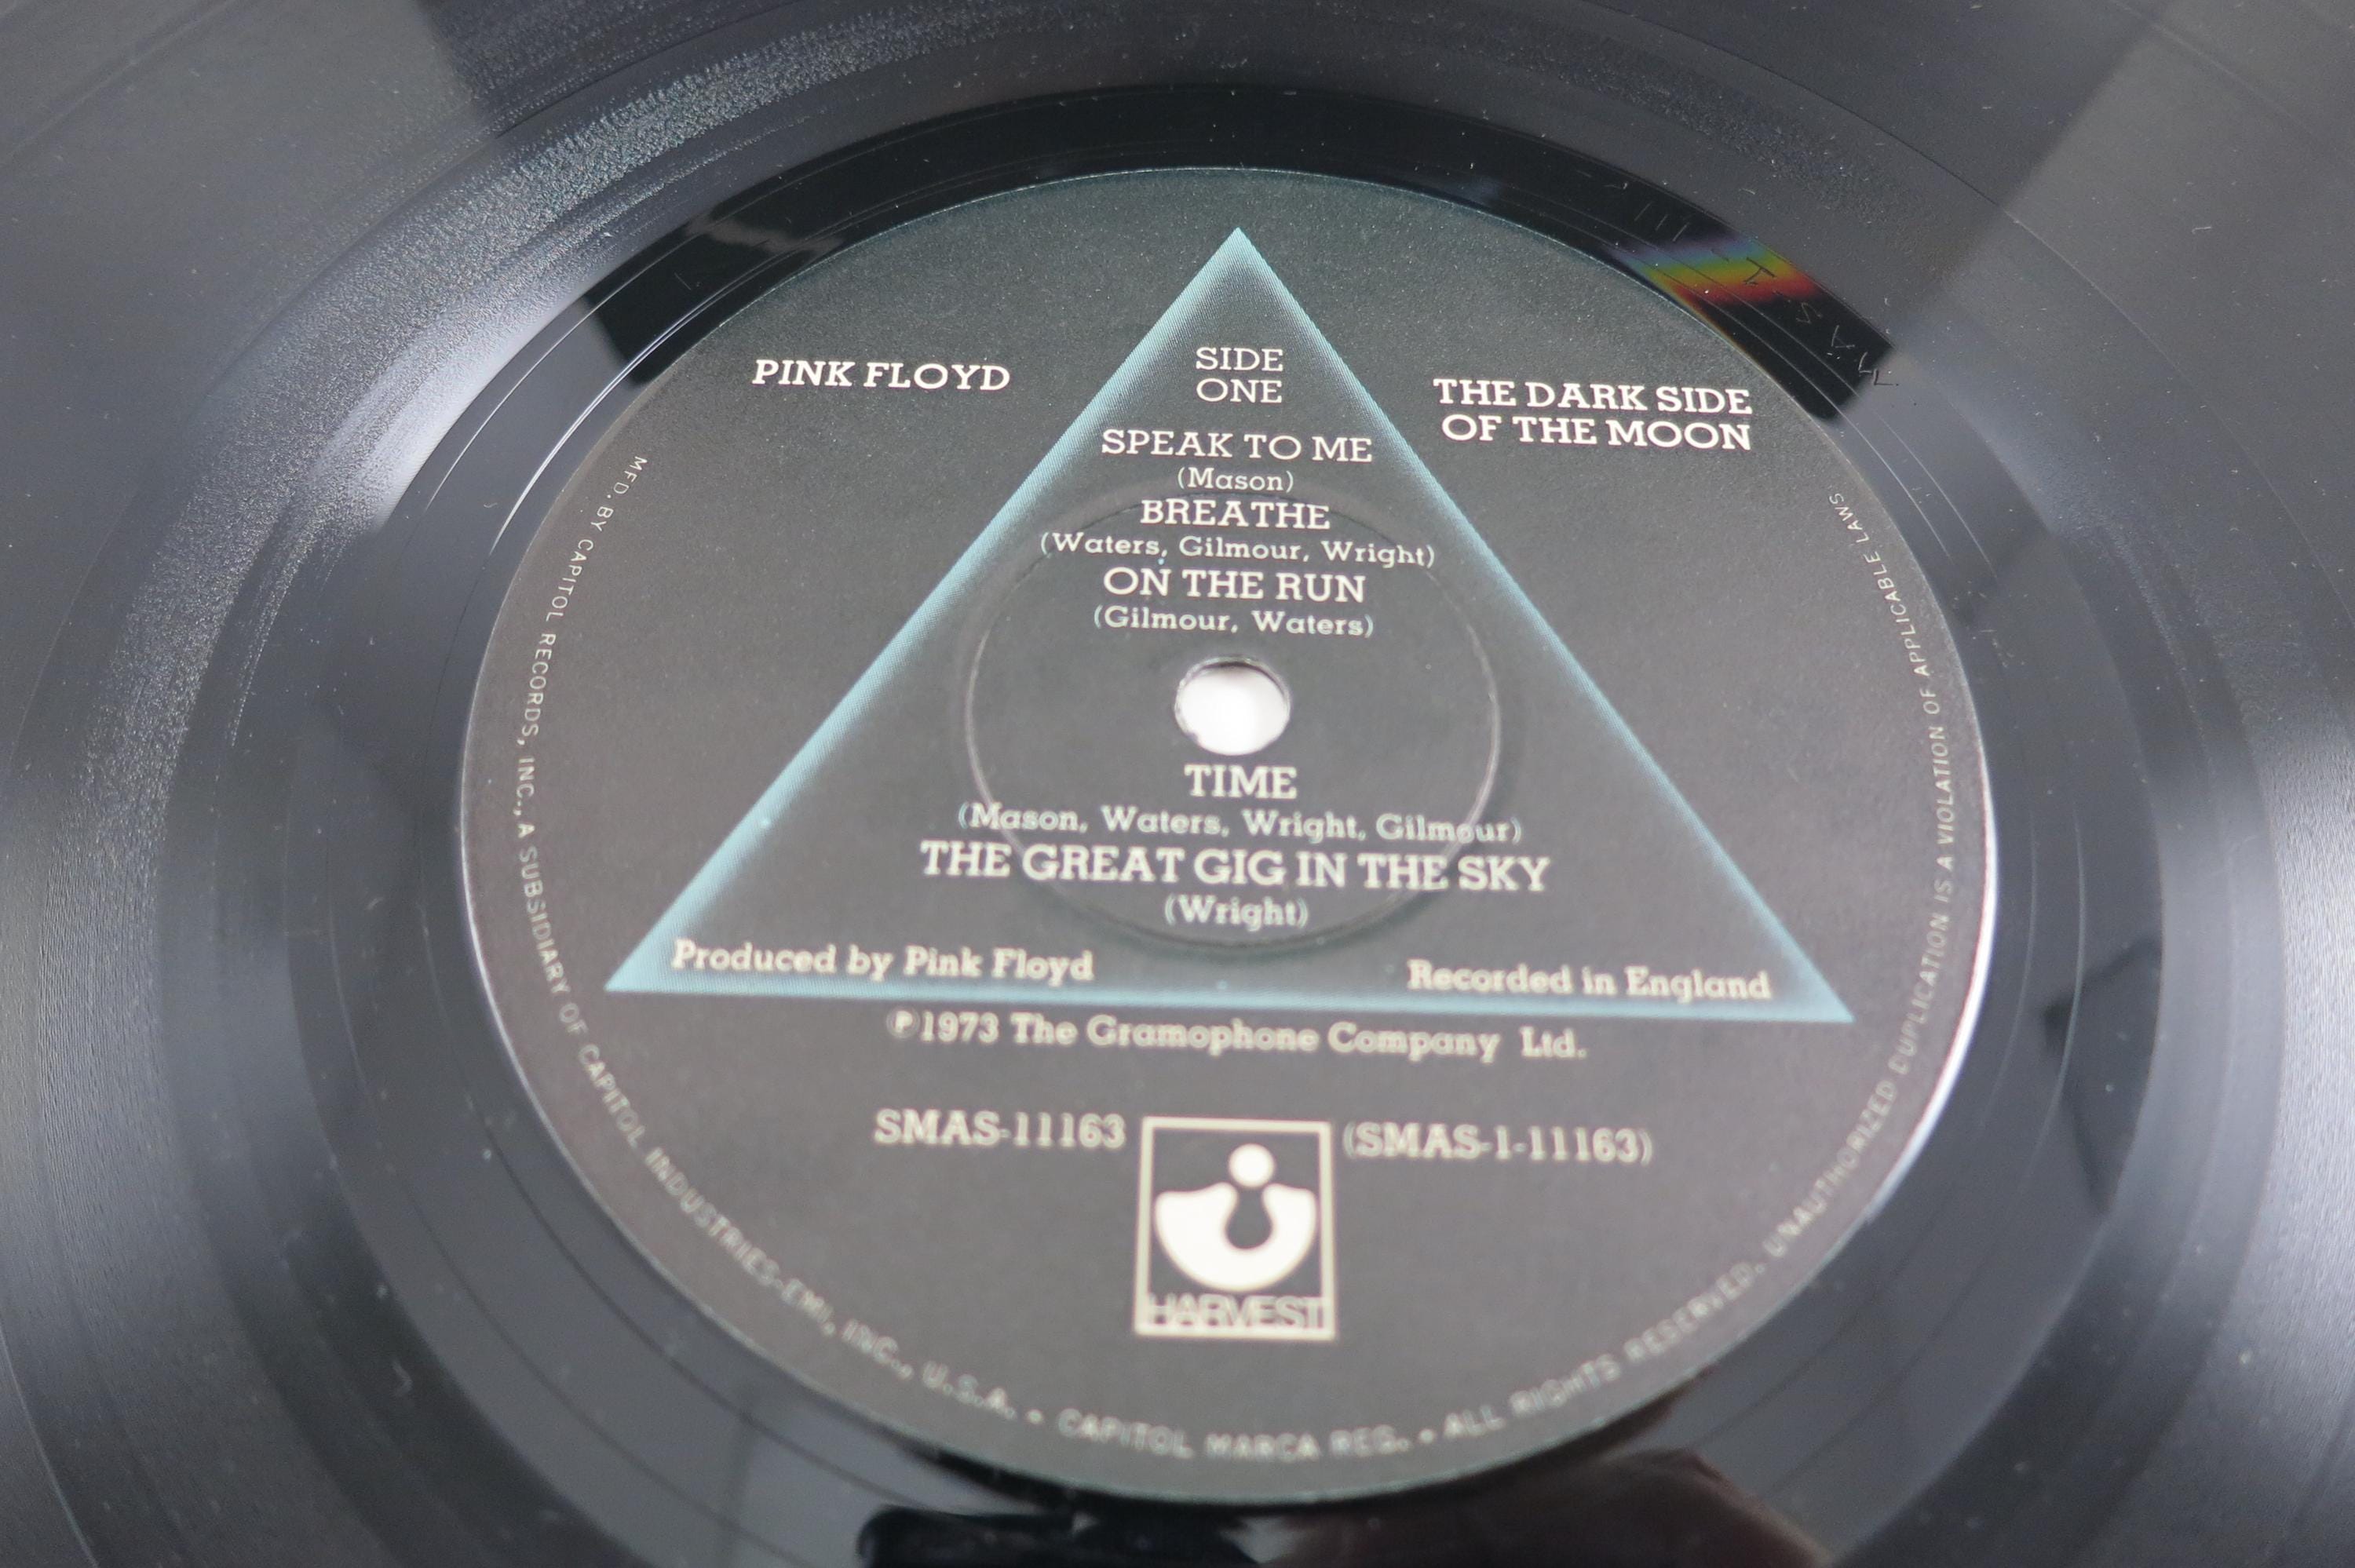 PINK FLOYD
SIDE
ONE
THE DARK SIDE
OF THE MOON
SPEAK TO ME
(Mason)
BREATHE
(Waters, Gilmour, Wright)
ON THE RUN
(Gilmour, Waters)
TIME
(Mason, Waters, Wright, Gilmour)
THE GREAT GIG IN THE SKY
(Wright)
Produced by Pink Floyd
Recorded in England
℗1973 The Gramophone Company Ltd.
SMAS-11163
(SMAS-1-11163)
HARVEST
MFD. BY CAPITOL RECORDS, INC., A SUBSIDIARY OF CAPITOL INDUSTRIES-EMI, INC., U.S.A. • CAPITOL MARCA REG. • ALL RIGHTS RESERVED. UNAUTHORIZED DUPLICATION IS A VIOLATION OF APPLICABLE LAWS